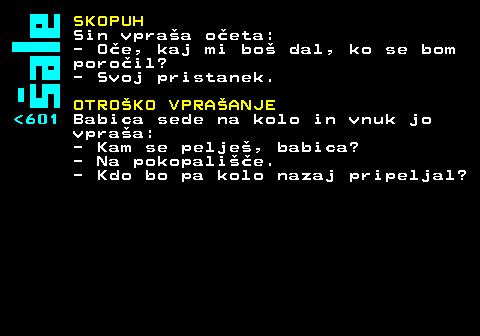 Šale
SKOPUH
Sin vpraša očeta:
- Oče, kaj mi boš dal, ko se bom
poročil?
- Svoj pristanek.
OTROŠKO VPRAŠANJE
<601 Babica sede na kolo in vnuk jo
vpraša:
- Kam se pelješ, babica?
- Na pokopališče.
- Kdo bo pa kolo nazaj pripeljal?